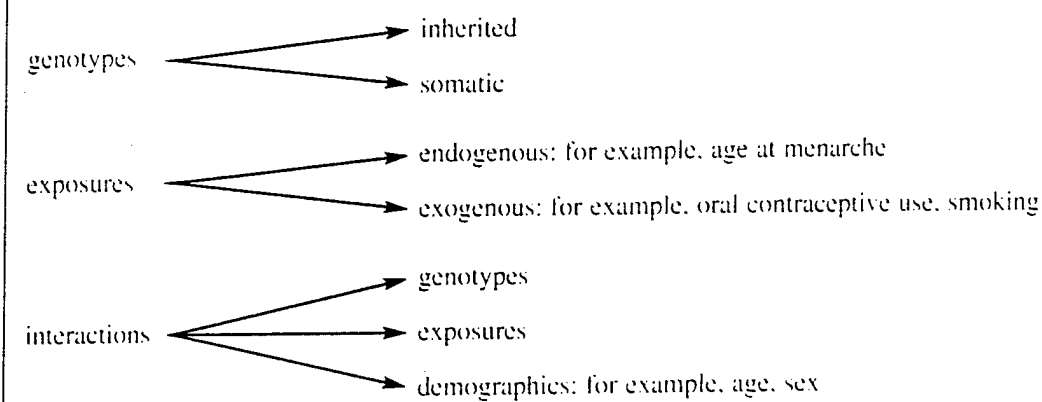 inherited
genotypes
somatic
endogenous: for example, age at menarche
exposures
exogenous: for example, oral contraceptive use, smoking
genotypes
interactions
exposures
demographics: for example, age, sex